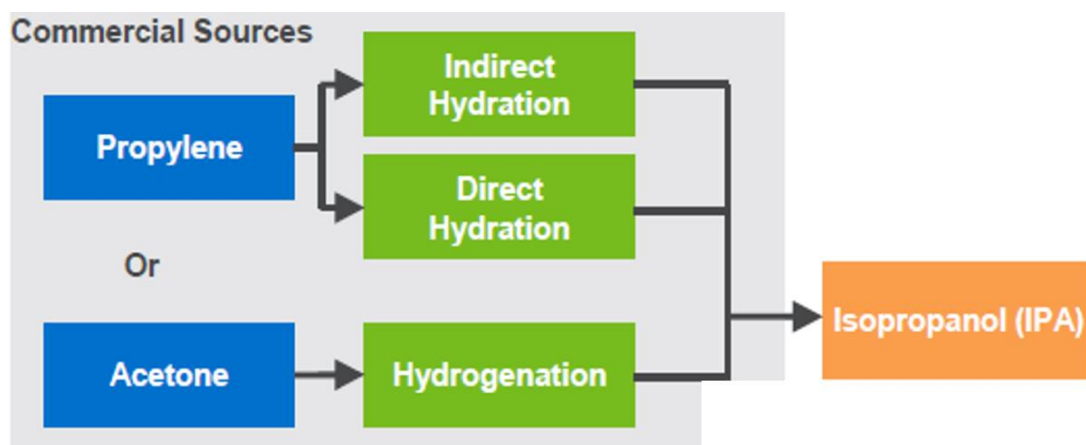 Commercial Sources
Indirect
Hydration
Propylene
Direct
Hydration
Or
Isopropanol (IPA)
Acetone
Hydrogenation